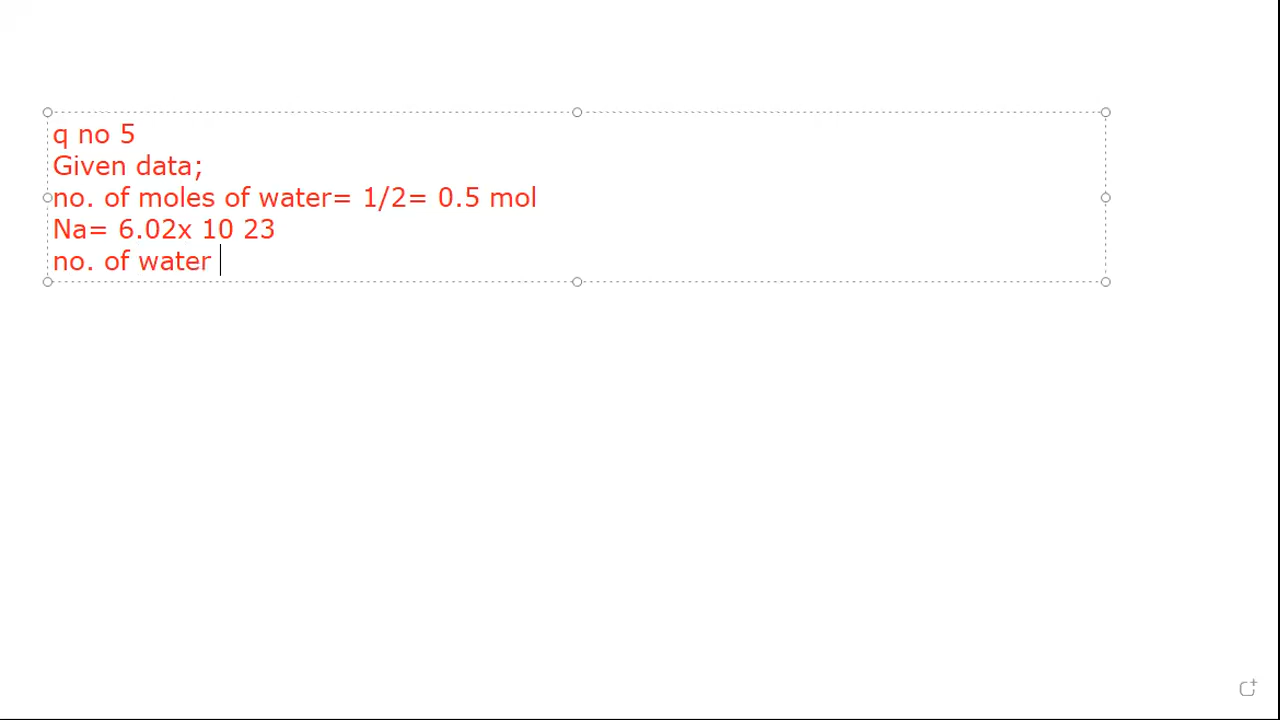 q no 5
Given data;
no. of moles of water= 1/2= 0.5 mol
Na= 6.02x 10 23
no. of water